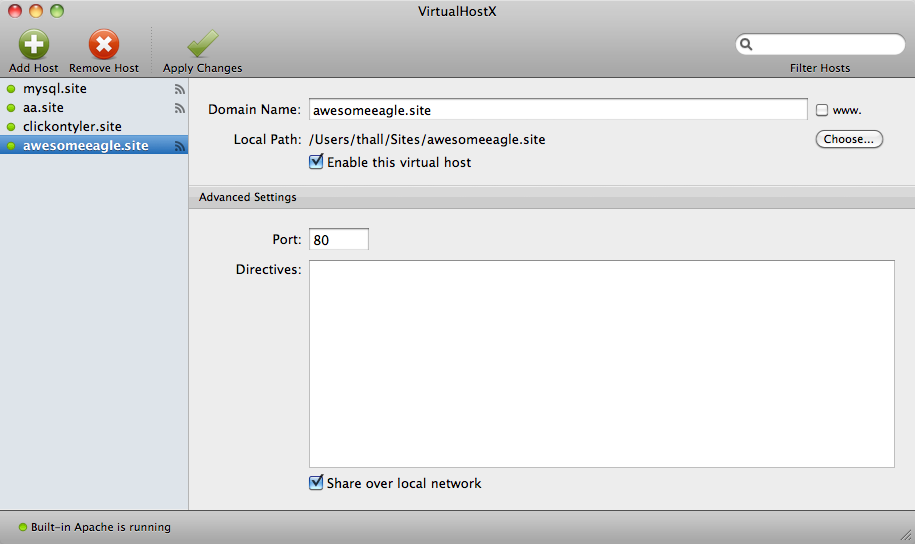 VirtualHostX
Add Host Remove Host Apply Changes Filter Hosts
mysql.site
aa.site
clickontyler.site
awesomeeagle.site
Domain Name: awesomeeagle.site www.
Local Path: /Users/thall/Sites/awesomeeagle.site Choose...
Enable this virtual host
Advanced Settings
Port: 80
Directives:
Share over local network
Built-in Apache is running